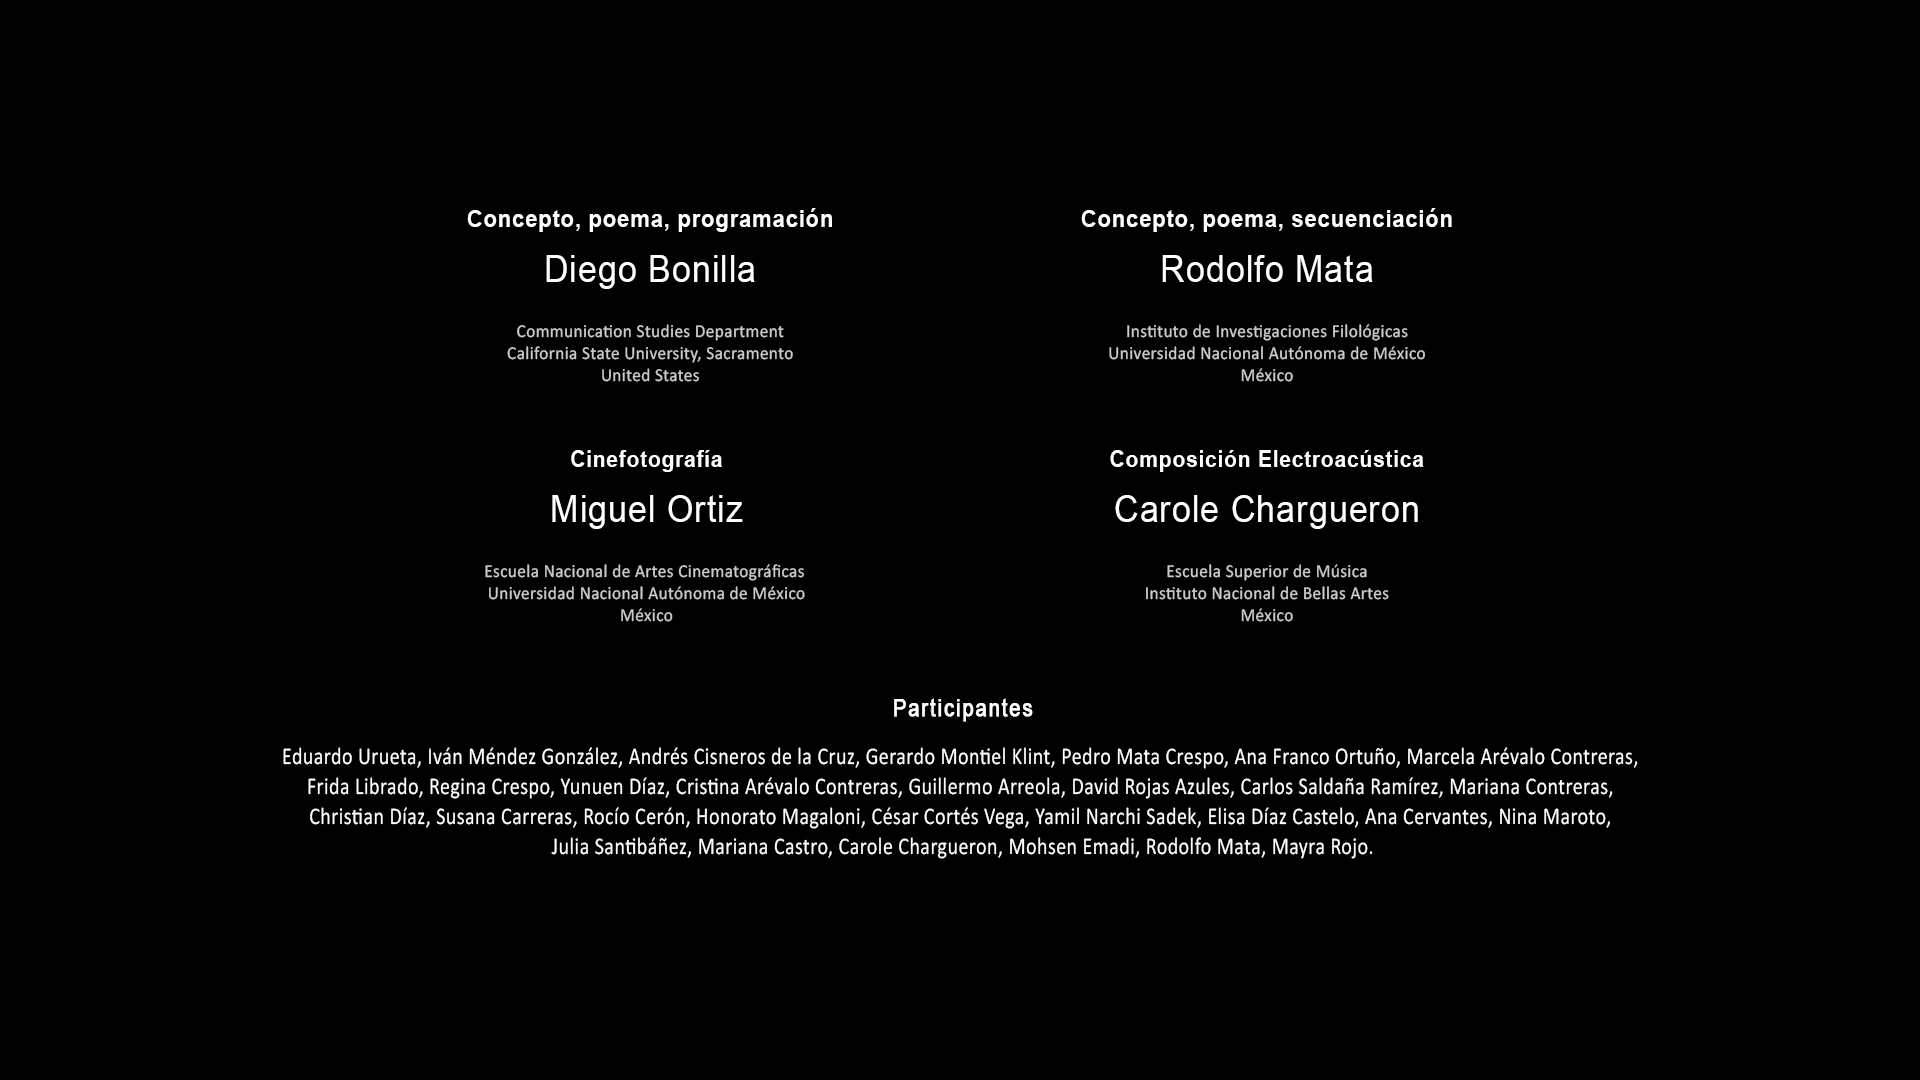 Concepto, poema, programación
Diego Bonilla
Communication Studies Department
California State University, Sacramento
United States
Concepto, poema, secuenciación
Rodolfo Mata
Instituto de Investigaciones Filológicas
Universidad Nacional Autónoma de México
México
Cinefotografía
Miguel Ortiz
Escuela Nacional de Artes Cinematográficas
Universidad Nacional Autónoma de México
México
Composición Electroacústica
Carole Chargueron
Escuela Superior de Música
Instituto Nacional de Bellas Artes
México
Participantes
Eduardo Urueta, Iván Méndez González, Andrés Cisneros de la Cruz, Gerardo Montiel Klint, Pedro Mata Crespo, Ana Franco Ortuño, Marcela Arévalo Contreras,
Frida Librado, Regina Crespo, Yunuen Díaz, Cristina Arévalo Contreras, Guillermo Arreola, David Rojas Azules, Carlos Saldaña Ramírez, Mariana Contreras,
Christian Díaz, Susana Carreras, Rocío Cerón, Honorato Magaloni, César Cortés Vega, Yamil Narchi Sadek, Elisa Díaz Castelo, Ana Cervantes, Nina Maroto,
Julia Santibáñez, Mariana Castro, Carole Chargueron, Mohsen Emadi, Rodolfo Mata, Mayra Rojo.